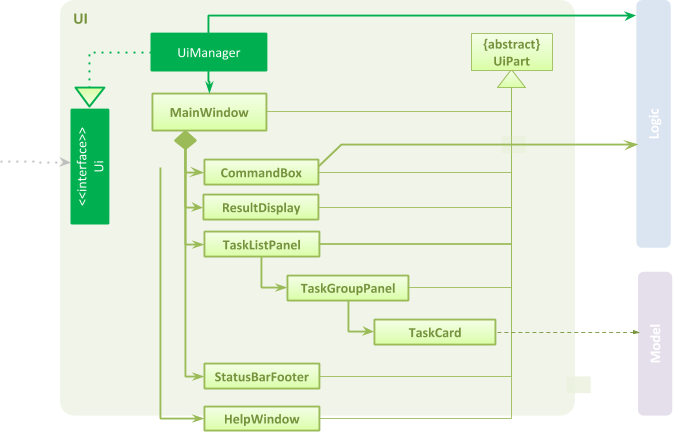 UI
UiManager
{abstract}
UiPart
MainWindow
<<interface>>
Ui
CommandBox
ResultDisplay
TaskListPanel
TaskGroupPanel
TaskCard
StatusBarFooter
HelpWindow
Logic
Model